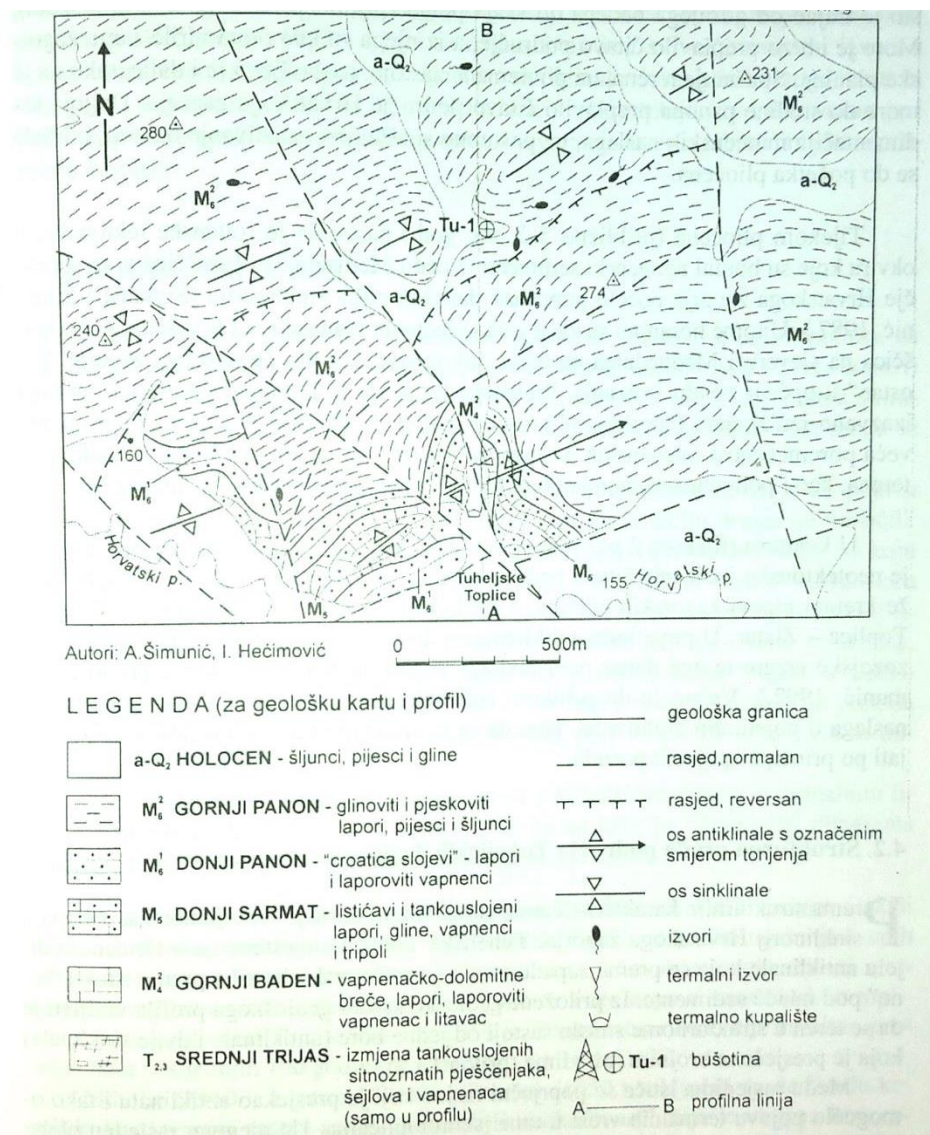 B
a-Q₂
231
M₆²
N
280
a-Q₂
M₆²
Tu-1
a-Q₂
M₆²
274
M₆²
240
M₆²
M₄²
160
M₆¹
a-Q₂
Horvatski p.
Tuheljske
Toplice
M₅
155
Horvatski p.
M₅
M₆¹
A
Autori: A.Šimunić, I. Hećimović
0 500m
LEGENDA (za geološku kartu i profil)
a-Q₂ HOLOCEN - šljunci, pijesci i gline
M₆² GORNJI PANON - glinoviti i pjeskoviti
lapori, pijesci i šljunci
M₆¹ DONJI PANON - "croatica slojevi" - lapori
i laporoviti vapnenci
M₅ DONJI SARMAT - listićavi i tankouslojeni
lapori, gline, vapnenci
i tripoli
M₄² GORNJI BADEN - vapnenačko-dolomitne
breče, lapori, laporoviti
vapnenac i litavac
T₂,₃ SREDNJI TRIJAS - izmjena tankouslojenih
sitnozrnatih pješčenjaka,
šejlova i vapnenaca
(samo u profilu)
geološka granica
rasjed,normalan
rasjed, reversan
os antiklinale s označenim
smjerom tonjenja
os sinklinale
izvori
termalni izvor
termalno kupalište
Tu-1 bušotina
A B profilna linija